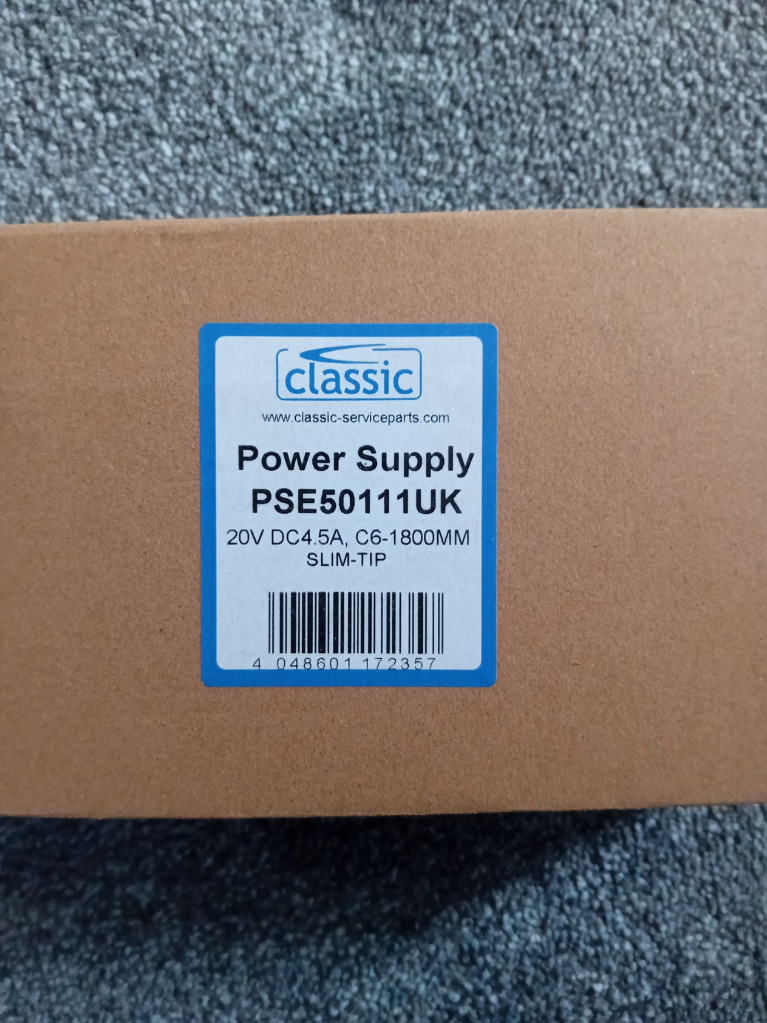 classic
www.classic-serviceparts.com
Power Supply
PSE50111UK
20V DC4.5A, C6-1800MM
SLIM-TIP
4 048601 172357